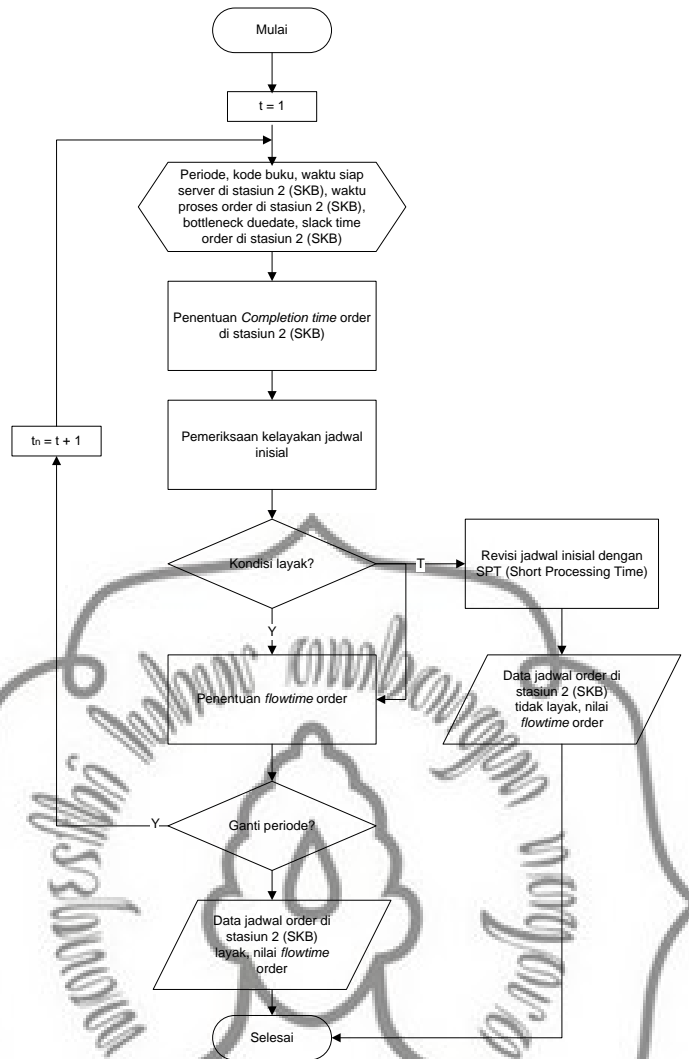 Mulai
t = 1
Periode, kode buku, waktu siap
server di stasiun 2 (SKB), waktu
proses order di stasiun 2 (SKB),
bottleneck duedate, slack time
order di stasiun 2 (SKB)
Penentuan Completion time order
di stasiun 2 (SKB)
tn = t + 1
Pemeriksaan kelayakan jadwal
inisial
Kondisi layak?
T
Revisi jadwal inisial dengan
SPT (Short Processing Time)
Y
Penentuan flowtime order
Data jadwal order di
stasiun 2 (SKB)
tidak layak, nilai
flowtime order
Ganti periode?
Y
Data jadwal order di
stasiun 2 (SKB)
layak, nilai flowtime
order
Selesai